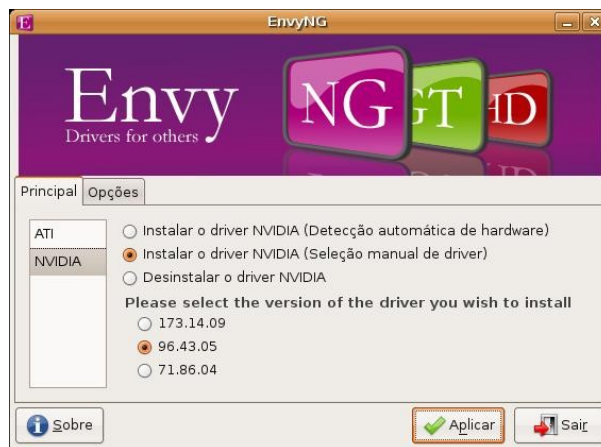 E
EnvyNG
Envy
Drivers for others
NG
GT
HD
Principal
Opções
ATI
NVIDIA
Instalar o driver NVIDIA (Detecção automática de hardware)
Instalar o driver NVIDIA (Seleção manual de driver)
Desinstalar o driver NVIDIA
Please select the version of the driver you wish to install
173.14.09
96.43.05
71.86.04
Sobre
Aplicar
Sair